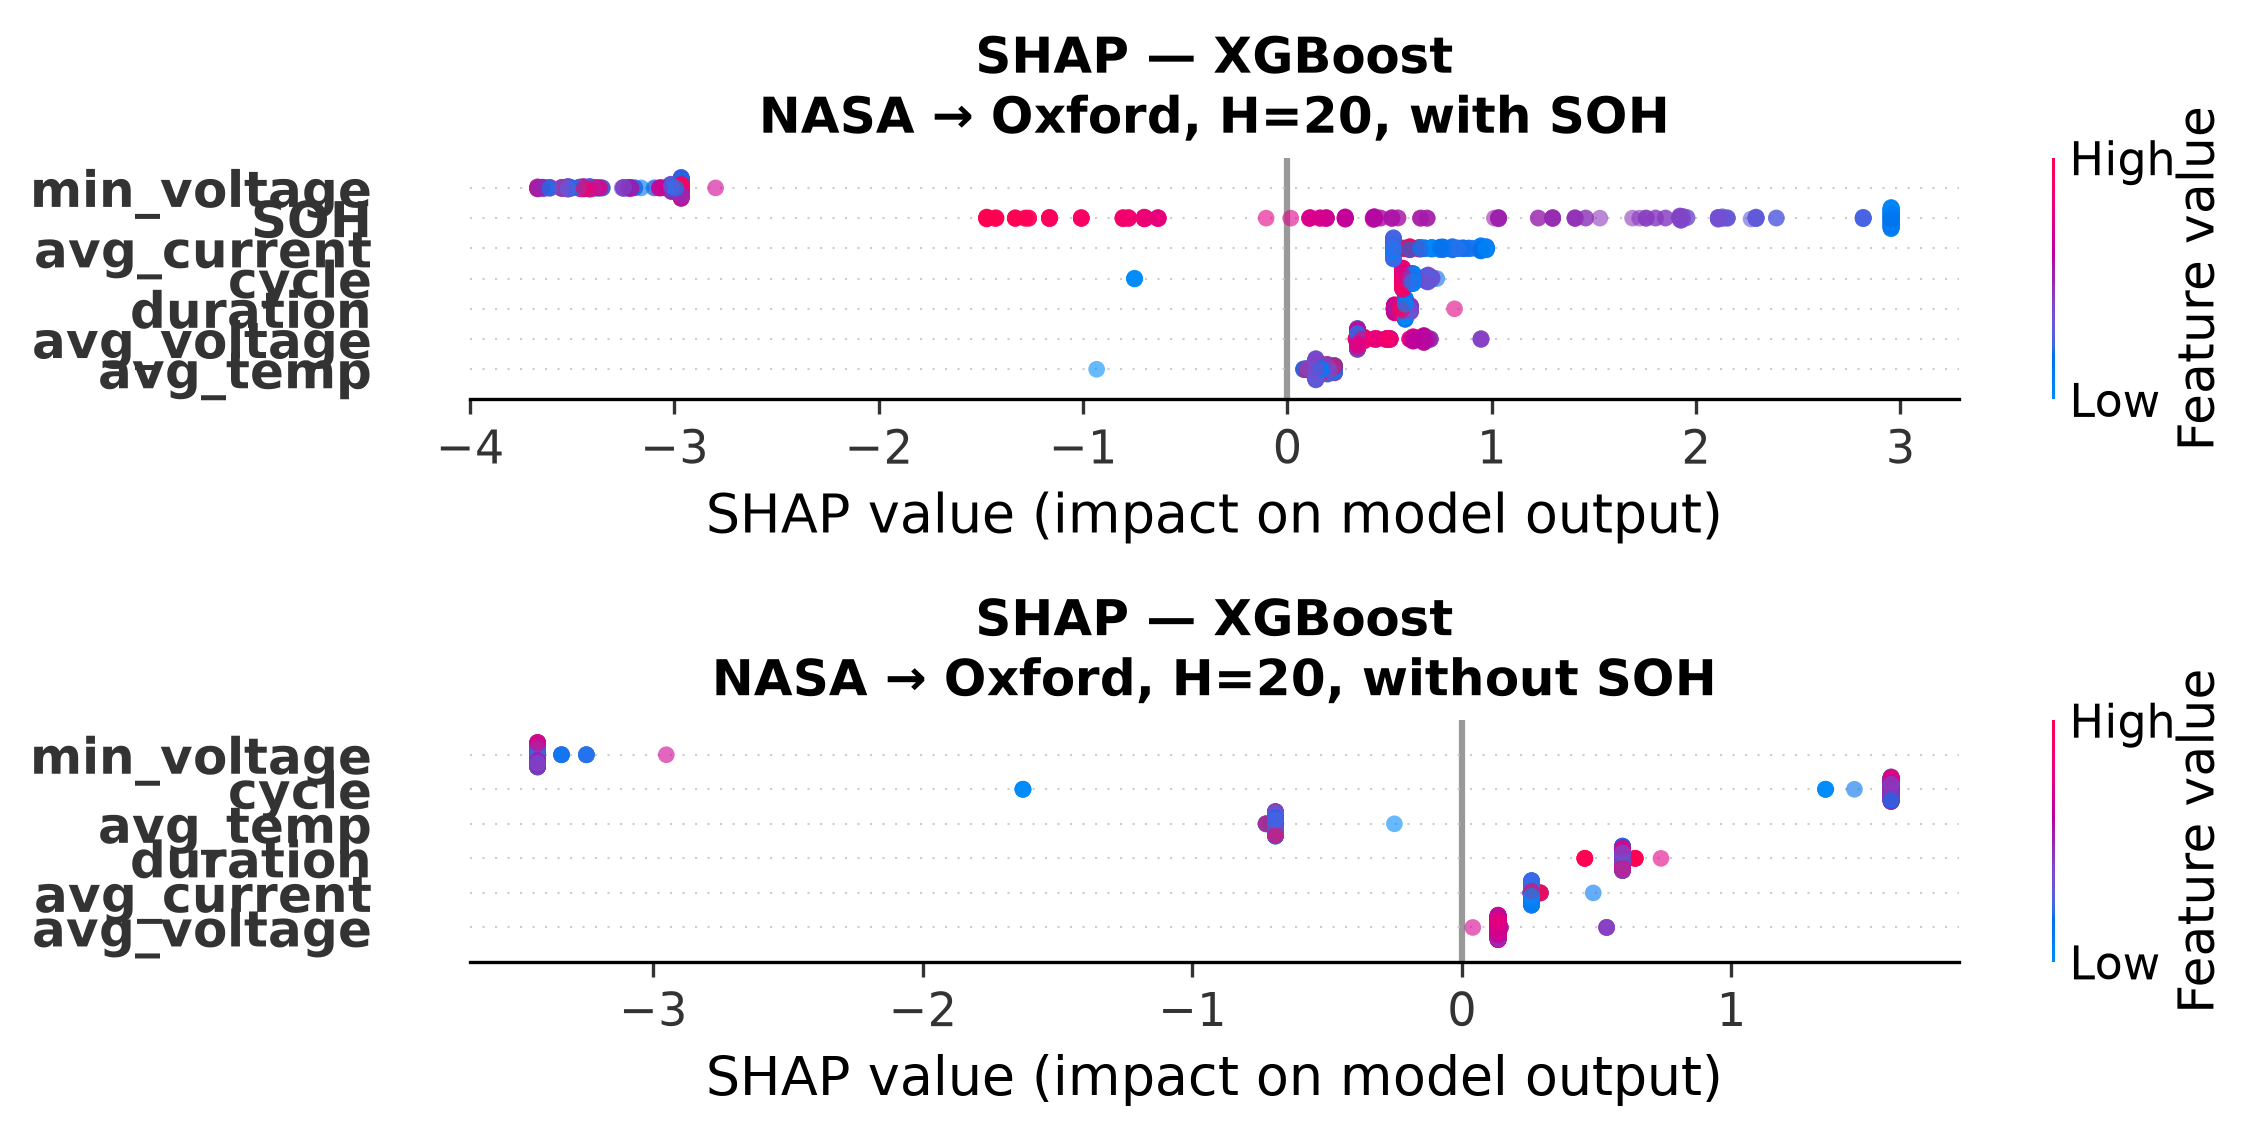 SHAP — XGBoost
NASA → Oxford, H=20, with SOH
min_voltage
SOH
avg_current
cycle
duration
avg_voltage
avg_temp
−4 −3 −2 −1 0 1 2 3
SHAP value (impact on model output)
High
Low
Feature value
SHAP — XGBoost
NASA → Oxford, H=20, without SOH
min_voltage
cycle
avg_temp
duration
avg_current
avg_voltage
−3 −2 −1 0 1
SHAP value (impact on model output)
High
Low
Feature value